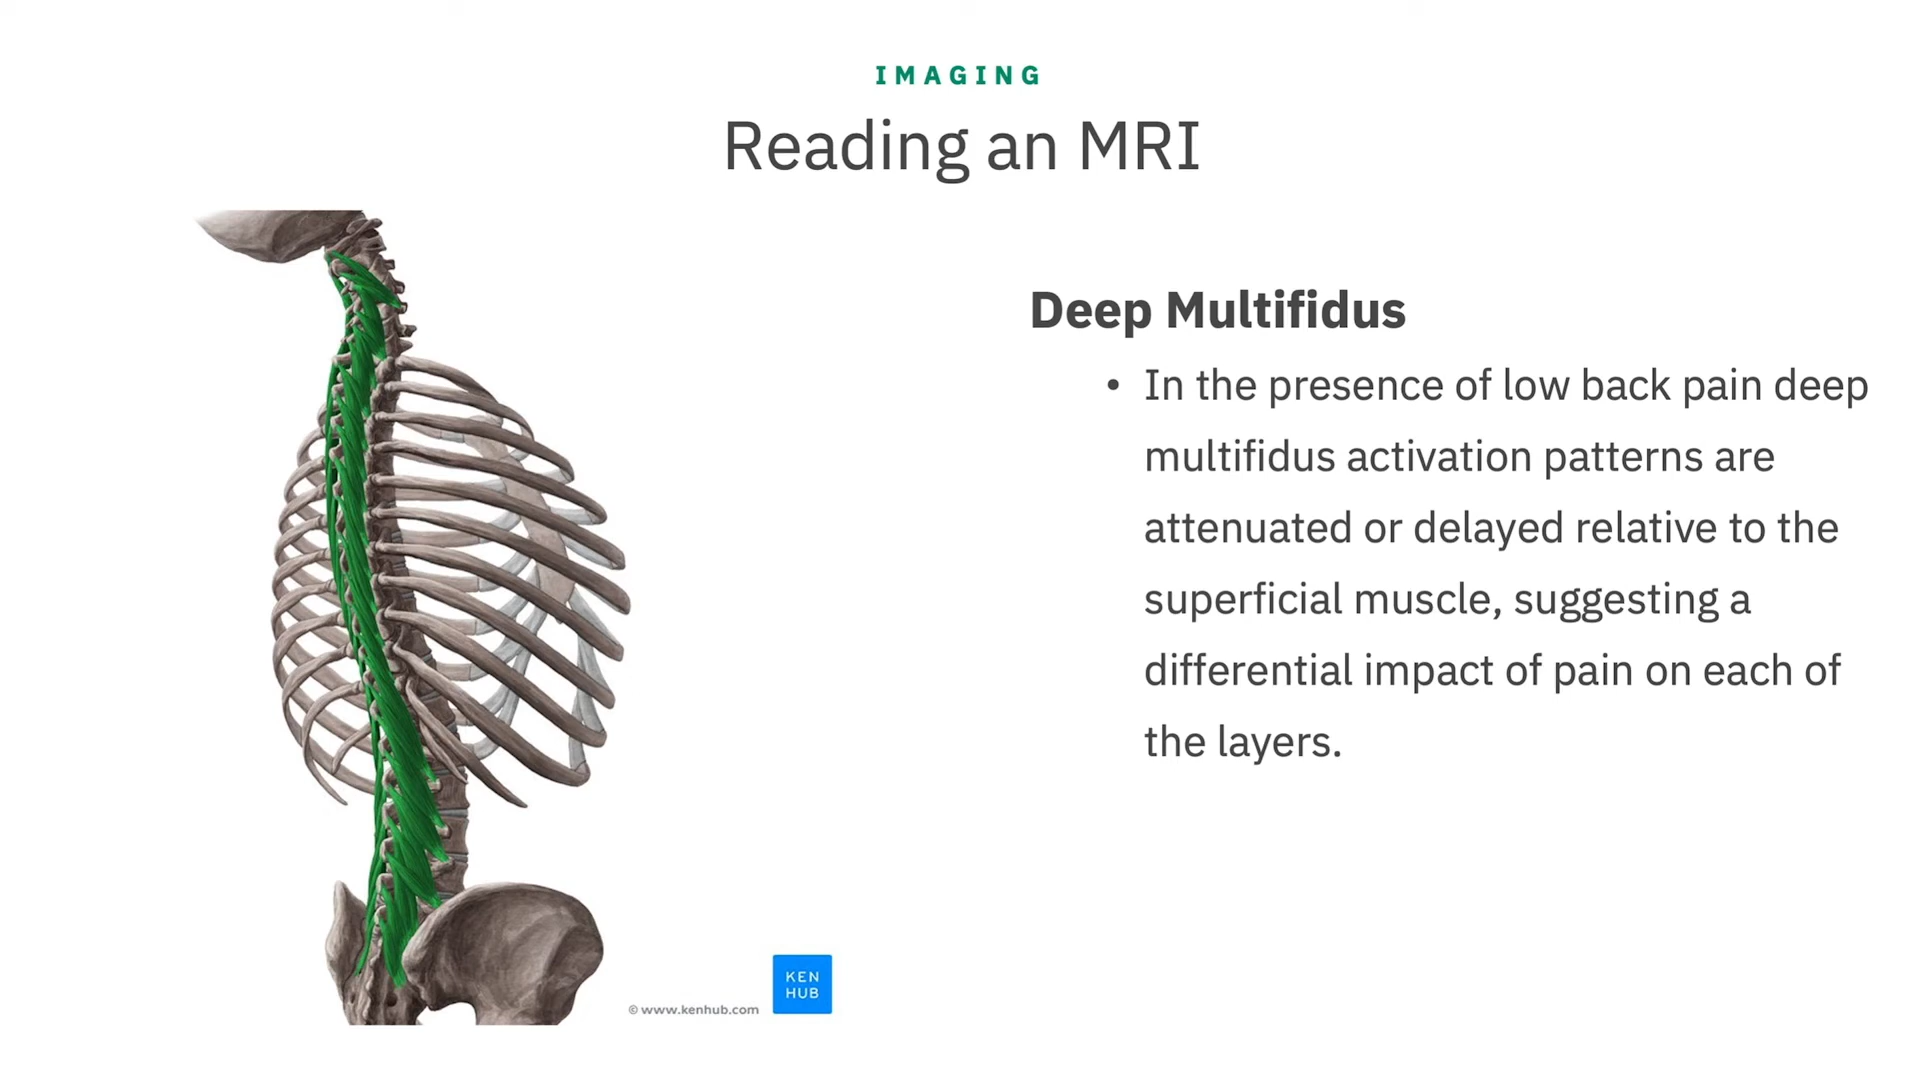 IMAGING
Reading an MRI
Deep Multifidus
• In the presence of low back pain deep
multifidus activation patterns are
attenuated or delayed relative to the
superficial muscle, suggesting a
differential impact of pain on each of
the layers.
© www.kenhub.com
KEN
HUB